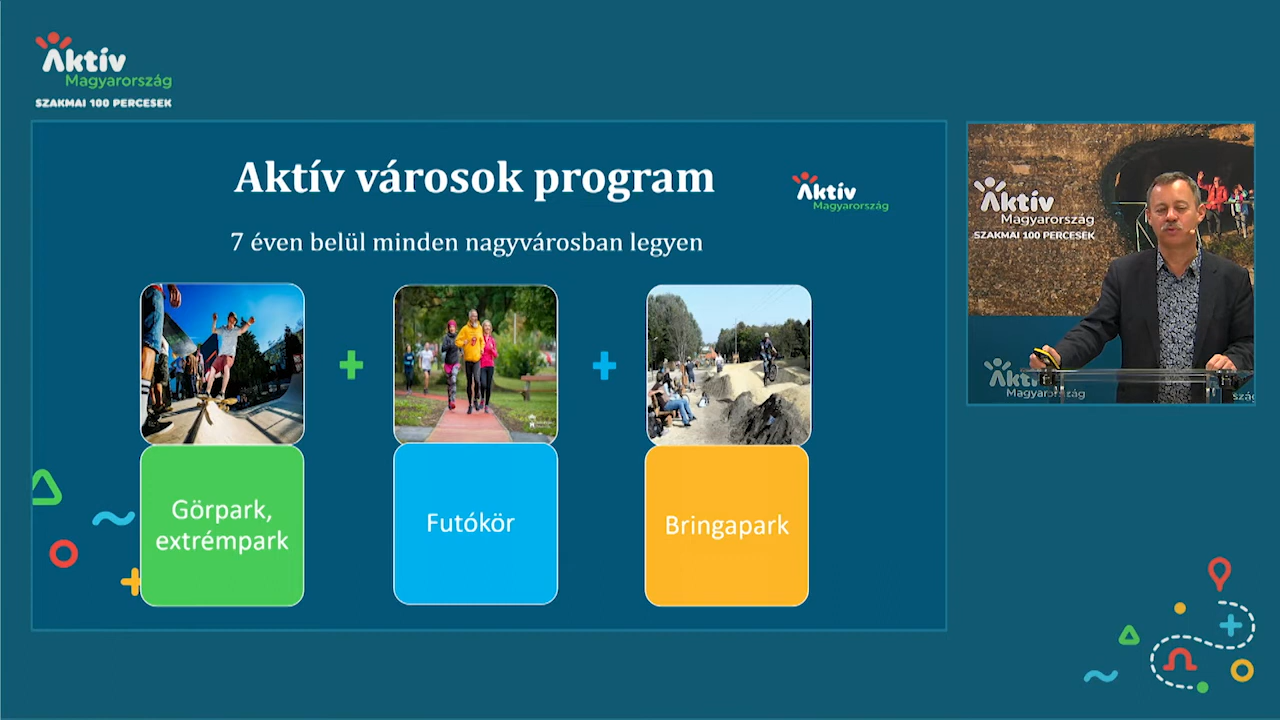 Aktív
Magyarország
SZAKMAI 100 PERCESEK
Aktív városok program
Aktív
Magyarország
7 éven belül minden nagyvárosban legyen
Görpark,
extrémpark
Futókör
Bringapark
Aktív
Magyarország
SZAKMAI 100 PERCESEK
Magyarország